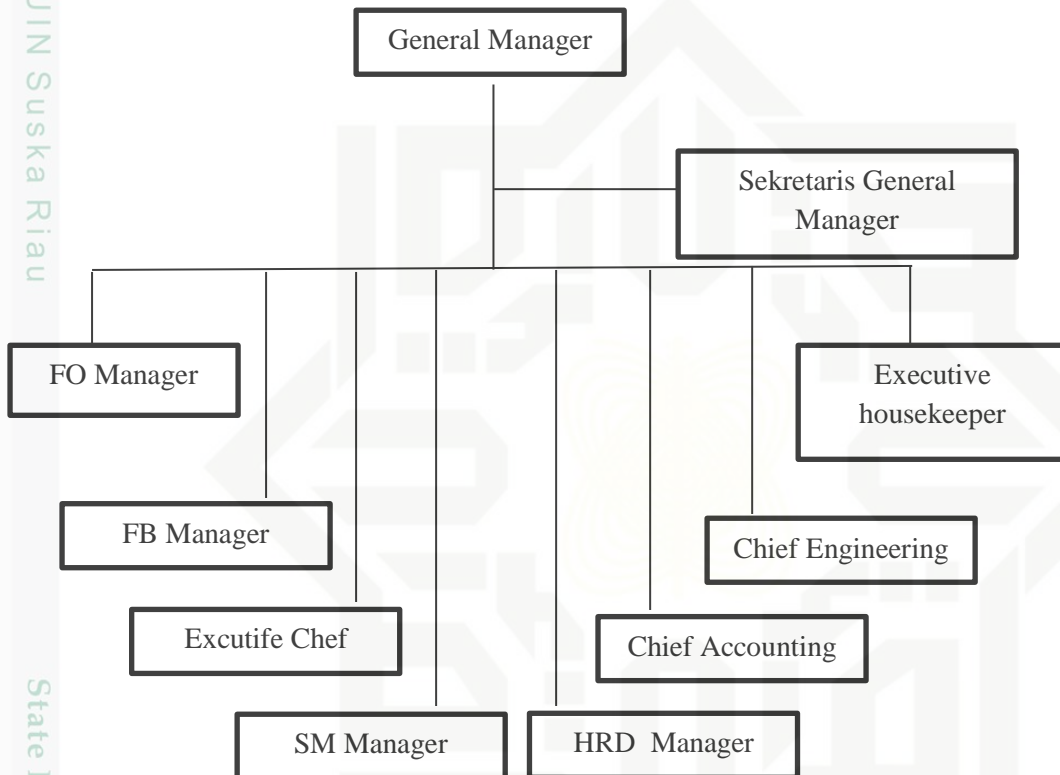 General Manager
Sekretaris General
Manager
FO Manager
Executive
housekeeper
FB Manager
Chief Engineering
Excutife Chef
Chief Accounting
SM Manager
HRD Manager
UIN Suska Riau
State